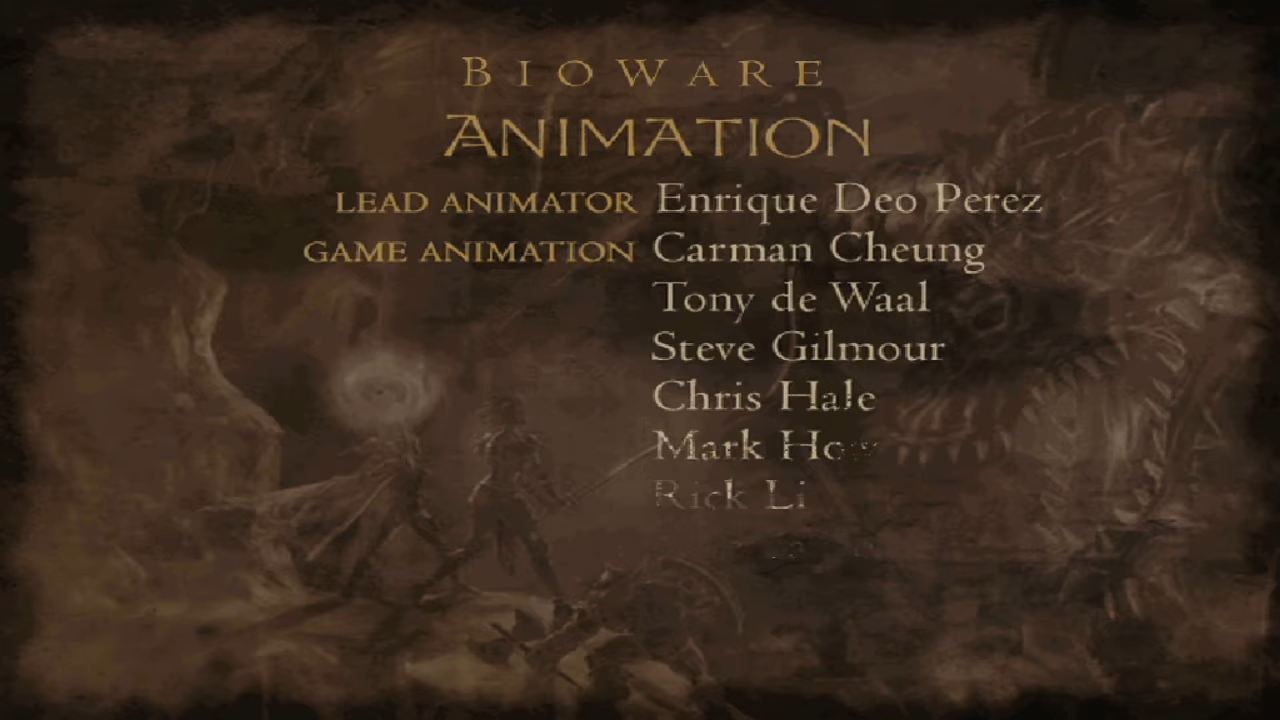 BIOWARE
ANIMATION
LEAD ANIMATOR Enrique Deo Perez
GAME ANIMATION Carman Cheung
Tony de Waal
Steve Gilmour
Chris Hale
Mark
Rick Li